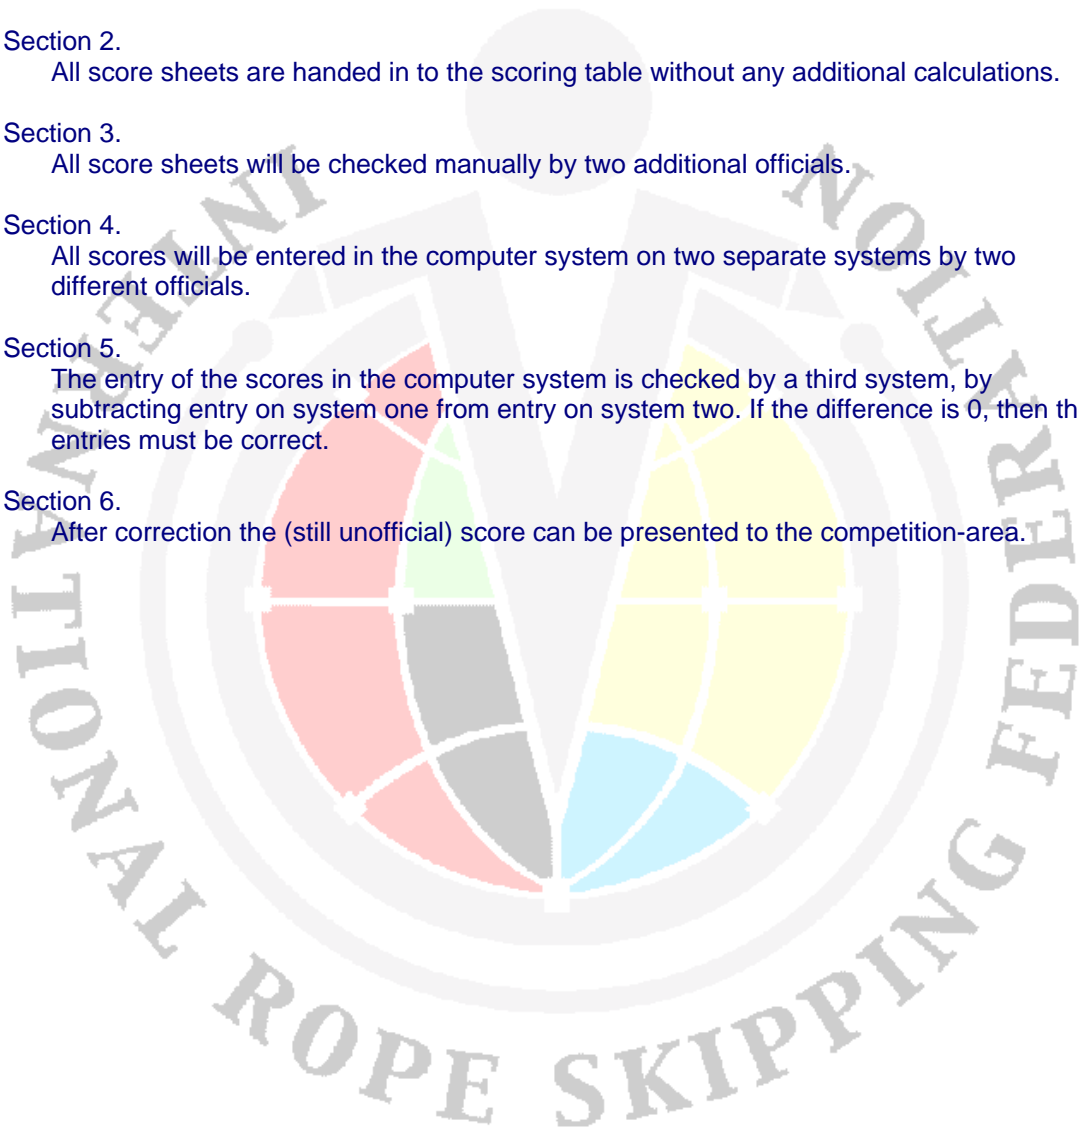 Section 2.
All score sheets are handed in to the scoring table without any additional calculations.
Section 3.
All score sheets will be checked manually by two additional officials.
Section 4.
All scores will be entered in the computer system on two separate systems by two
different officials.
Section 5.
The entry of the scores in the computer system is checked by a third system, by
subtracting entry on system one from entry on system two. If the difference is 0, then th
entries must be correct.
Section 6.
After correction the (still unofficial) score can be presented to the competition-area.
INTERNATIONAL ROPE SKIPPING FEDERATION